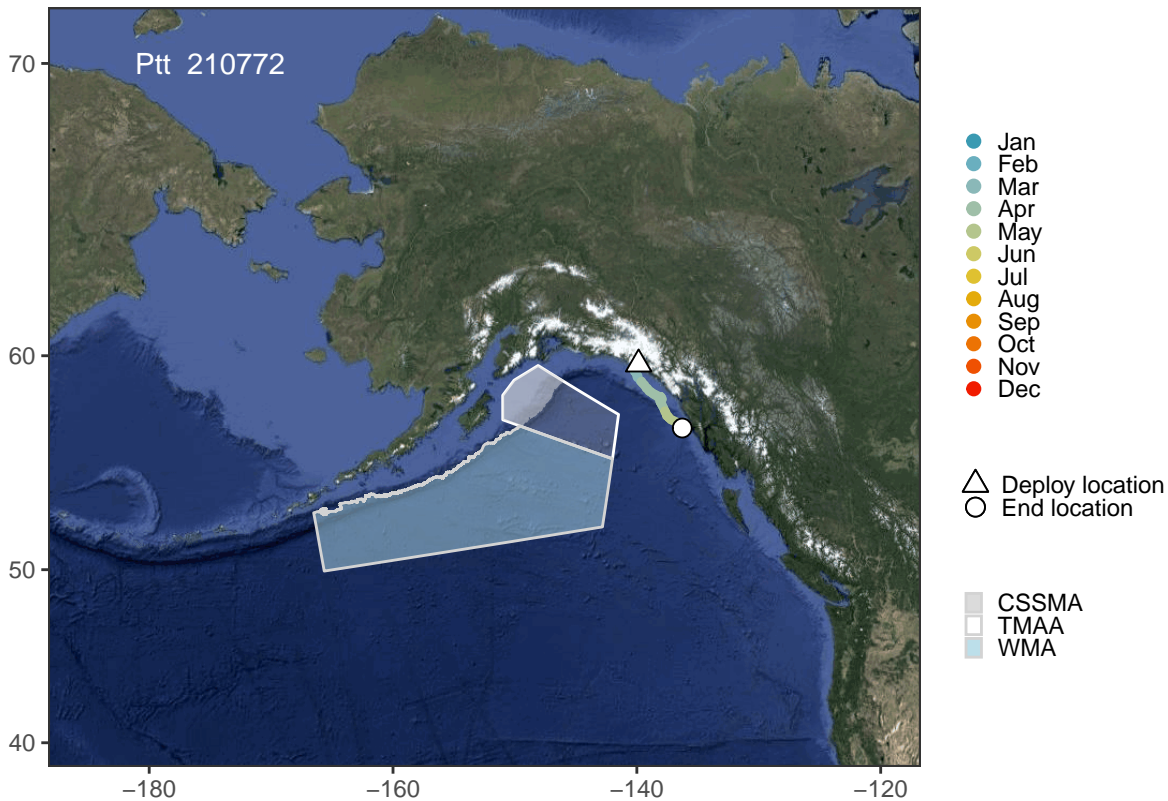 Ptt 210772
70
60
50
40
−180
−160
−140
−120
Jan
Feb
Mar
Apr
May
Jun
Jul
Aug
Sep
Oct
Nov
Dec
Deploy location
End location
CSSMA
TMAA
WMA